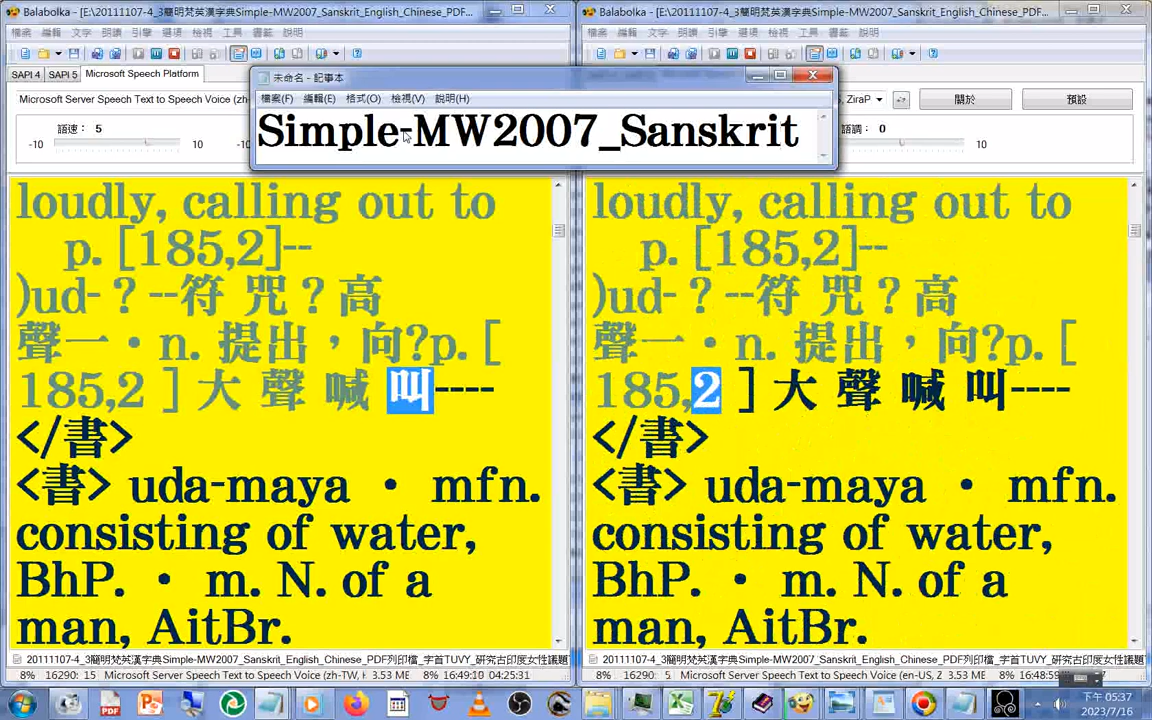 Balabolka - [E:\20111107-4_3簡明梵英漢字典Simple-MW2007_Sanskrit_English_Chinese_PDF...
Balabolka - [E:\20111107-4_3簡明梵英漢字典Simple-MW2007_Sanskrit_English_Chinese_PDF...
檔案 編輯 文字 朗讀 引擎 選項 檢視 工具 書籤 說明
檔案 編輯 文字 朗讀 引擎 選項 檢視 工具 書籤 說明
SAPI 4 SAPI 5 Microsoft Speech Platform
未命名 - 記事本
檔案(F) 編輯(E) 格式(O) 檢視(V) 說明(H)
Simple-MW2007_Sanskrit
Microsoft Server Speech Text to Speech Voice (zh-
, ZiraP
關於
預設
語速： 5
-10 10 -10
語調： 0
10
loudly, calling out to
p. [185,2]--
)ud-？--符 咒？高
聲一・n. 提出，向?p. [
185,2 ] 大 聲 喊 叫----
</書>
<書> uda-maya ・ mfn.
consisting of water,
BhP. ・ m. N. of a
man, AitBr.
loudly, calling out to
p. [185,2]--
)ud-？--符 咒？高
聲一・n. 提出，向?p. [
185,2 ] 大 聲 喊 叫----
</書>
<書> uda-maya ・ mfn.
consisting of water,
BhP. ・ m. N. of a
man, AitBr.
20111107-4_3簡明梵英漢字典Simple-MW2007_Sanskrit_English_Chinese_PDF列印檔_字首TUVY_研究古印度女性議題
20111107-4_3簡明梵英漢字典Simple-MW2007_Sanskrit_English_Chinese_PDF列印檔_字首TUVY_研究古印度女性議題
8% 16290: 15 Microsoft Server Speech Text to Speech Voice (zh-TW, H 3.53 ME 16:49:10 04:25:31
8% 16290: 5 Microsoft Server Speech Text to Speech Voice (en-US, Z 3.53 ME
下午 05:37
2023/7/16